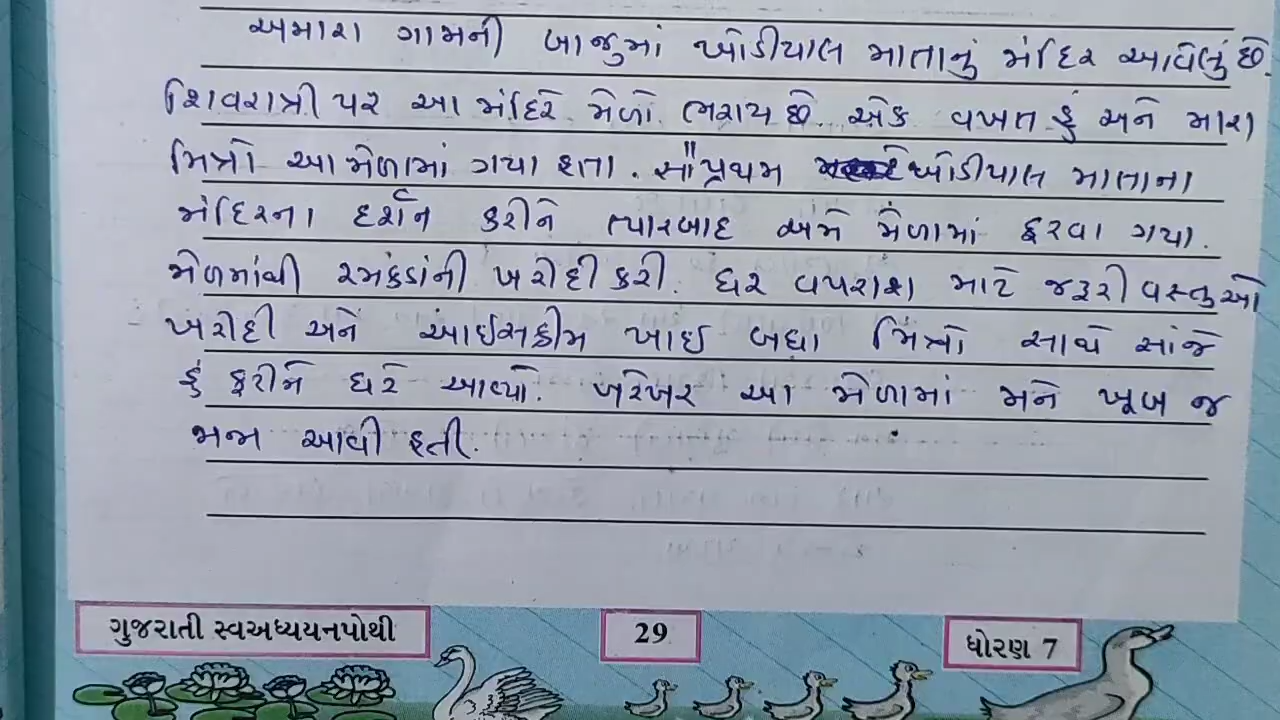 અમારા ગામની બાજુમાં ખોડીયાલ માતાનું મંદિર આવેલું છે.
શિવરાત્રી પર આ મંદિરે મેળો ભરાય છે. એક વખત હું અને મારા
મિત્રો આ મેળામાં ગયા હતા. સૌપ્રથમ ખોડીયાલ માતાના
મંદિરના દર્શન કરીને ત્યારબાદ અમે મેળામાં ફરવા ગયા.
મેળમાંથી રમકડાંની ખરીદી કરી. ઘર વપરાશ માટે જરૂરી વસ્તુઓ
ખરીદી અને આઈસક્રીમ ખાઈ બધા મિત્રો સાથે સાંજે
હું ફરીને ઘરે આવ્યો. ખરેખર આ મેળામાં મને ખૂબ જ
મજા આવી હતી.
ગુજરાતી સ્વઅધ્યયનપોથી 29 ધોરણ 7